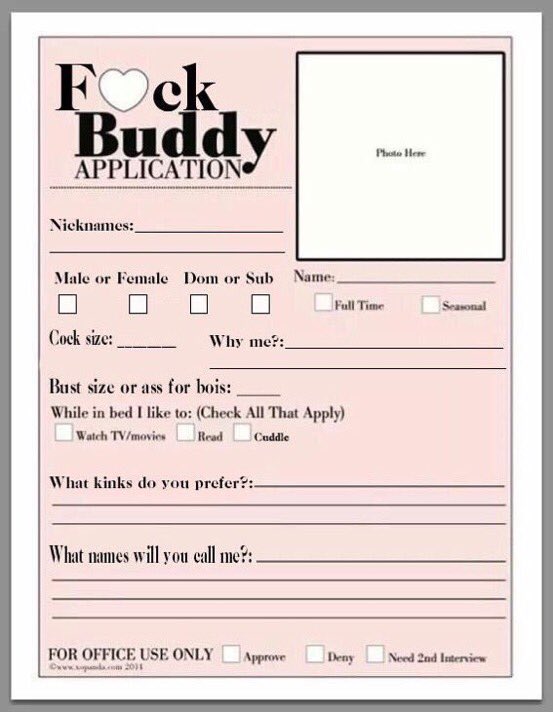 F ck
Buddy
APPLICATION
Photo Here
Nicknames:
Male or Female Dom or Sub
Name:
Full Time Seasonal
Cock size: Why me?:
Bust size or ass for bois:
While in bed I like to: (Check All That Apply)
Watch TV/movies Read Cuddle
What kinks do you prefer?:
What names will you call me?:
FOR OFFICE USE ONLY Approve Deny Need 2nd Interview
©www.xopanda.com 2014